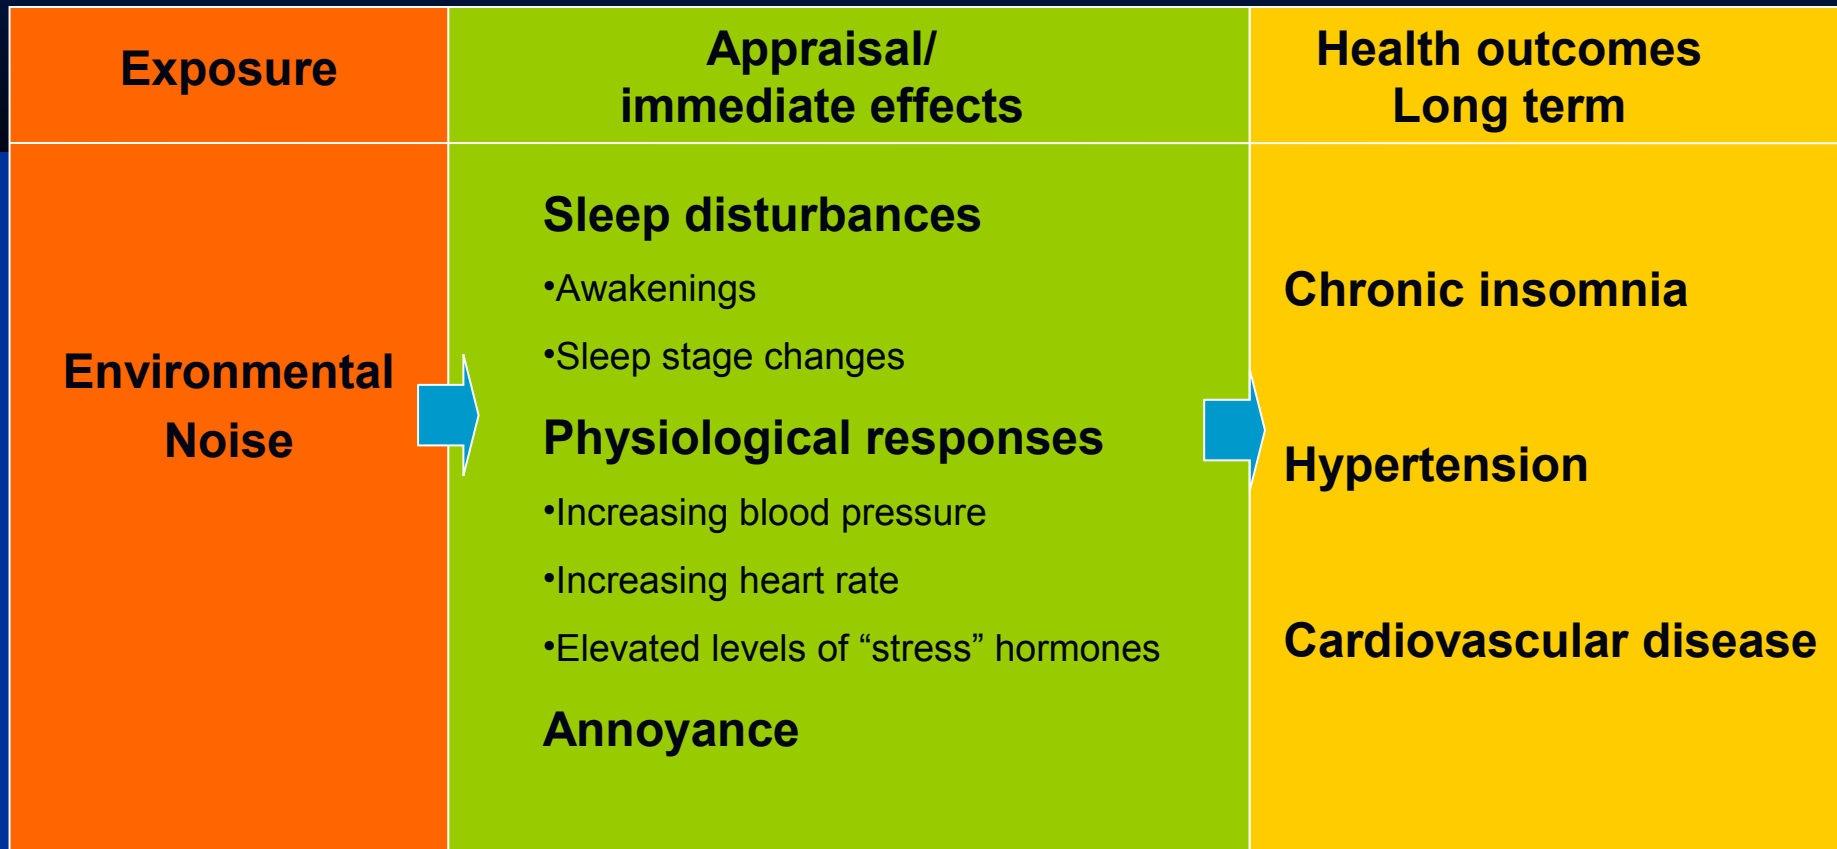 Exposure
Appraisal/
immediate effects
Health outcomes
Long term
Environmental
Noise
Sleep disturbances
•Awakenings
•Sleep stage changes
Physiological responses
•Increasing blood pressure
•Increasing heart rate
•Elevated levels of “stress” hormones
Annoyance
Chronic insomnia
Hypertension
Cardiovascular disease